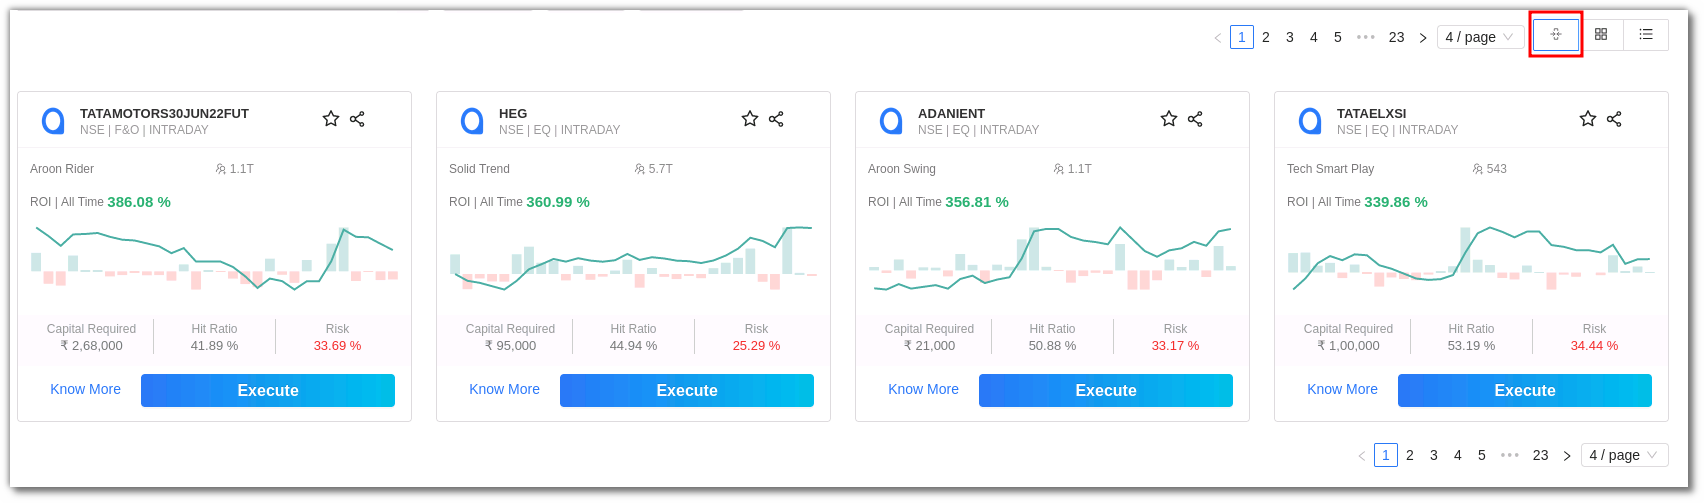 1 2 3 4 5 ••• 23 4 / page
TATAMOTORS30JUN22FUT
NSE | F&O | INTRADAY
Aroon Rider 1.1T
ROI | All Time 386.08 %
Capital Required Hit Ratio Risk
₹ 2,68,000 41.89 % 33.69 %
Know More Execute
HEG
NSE | EQ | INTRADAY
Solid Trend 5.7T
ROI | All Time 360.99 %
Capital Required Hit Ratio Risk
₹ 95,000 44.94 % 25.29 %
Know More Execute
ADANIENT
NSE | EQ | INTRADAY
Aroon Swing 1.1T
ROI | All Time 356.81 %
Capital Required Hit Ratio Risk
₹ 21,000 50.88 % 33.17 %
Know More Execute
TATAELXSI
NSE | EQ | INTRADAY
Tech Smart Play 543
ROI | All Time 339.86 %
Capital Required Hit Ratio Risk
₹ 1,00,000 53.19 % 34.44 %
Know More Execute
1 2 3 4 5 ••• 23 4 / page